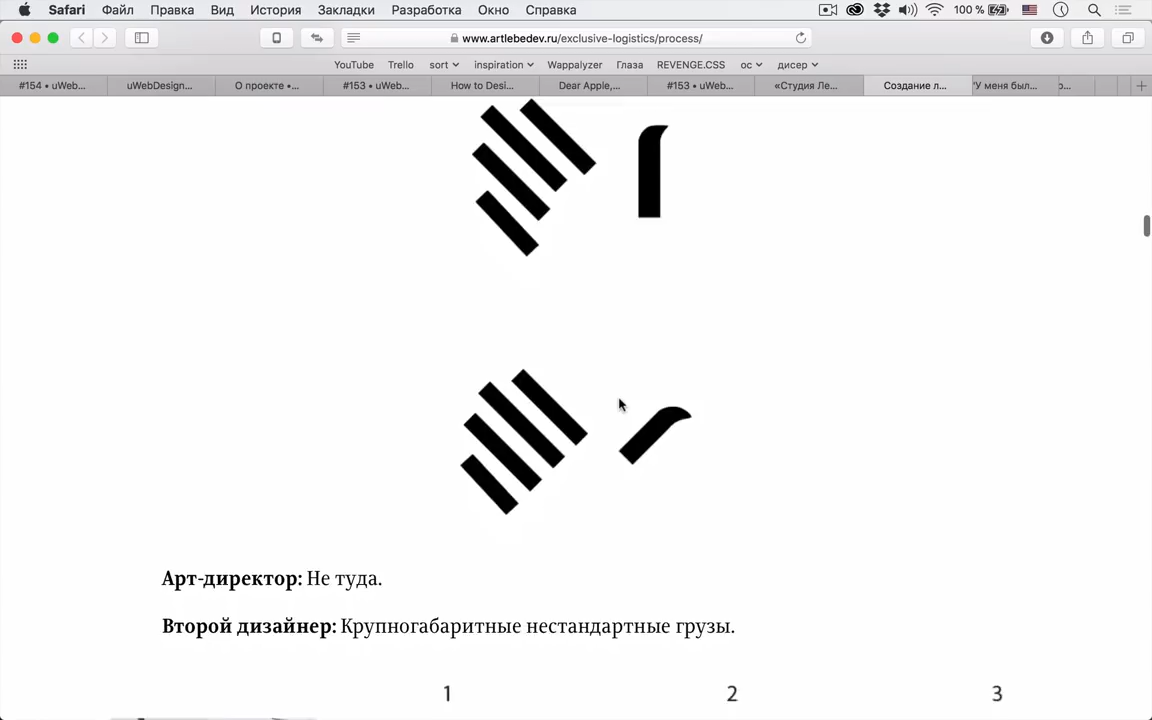 Safari Файл Правка Вид История Закладки Разработка Окно Справка 100 %
www.artlebedev.ru/exclusive-logistics/process/
YouTube Trello sort inspiration Wappalyzer Глаза REVENGE.CSS ос дисер
#154 • uWeb... uWebDesign... О проекте •... #153 • uWeb... How to Desi... Dear Apple,... #153 • uWeb... «Студия Ле... Создание л... "У меня был...
Арт-директор: Не туда.
Второй дизайнер: Крупногабаритные нестандартные грузы.
1 2 3